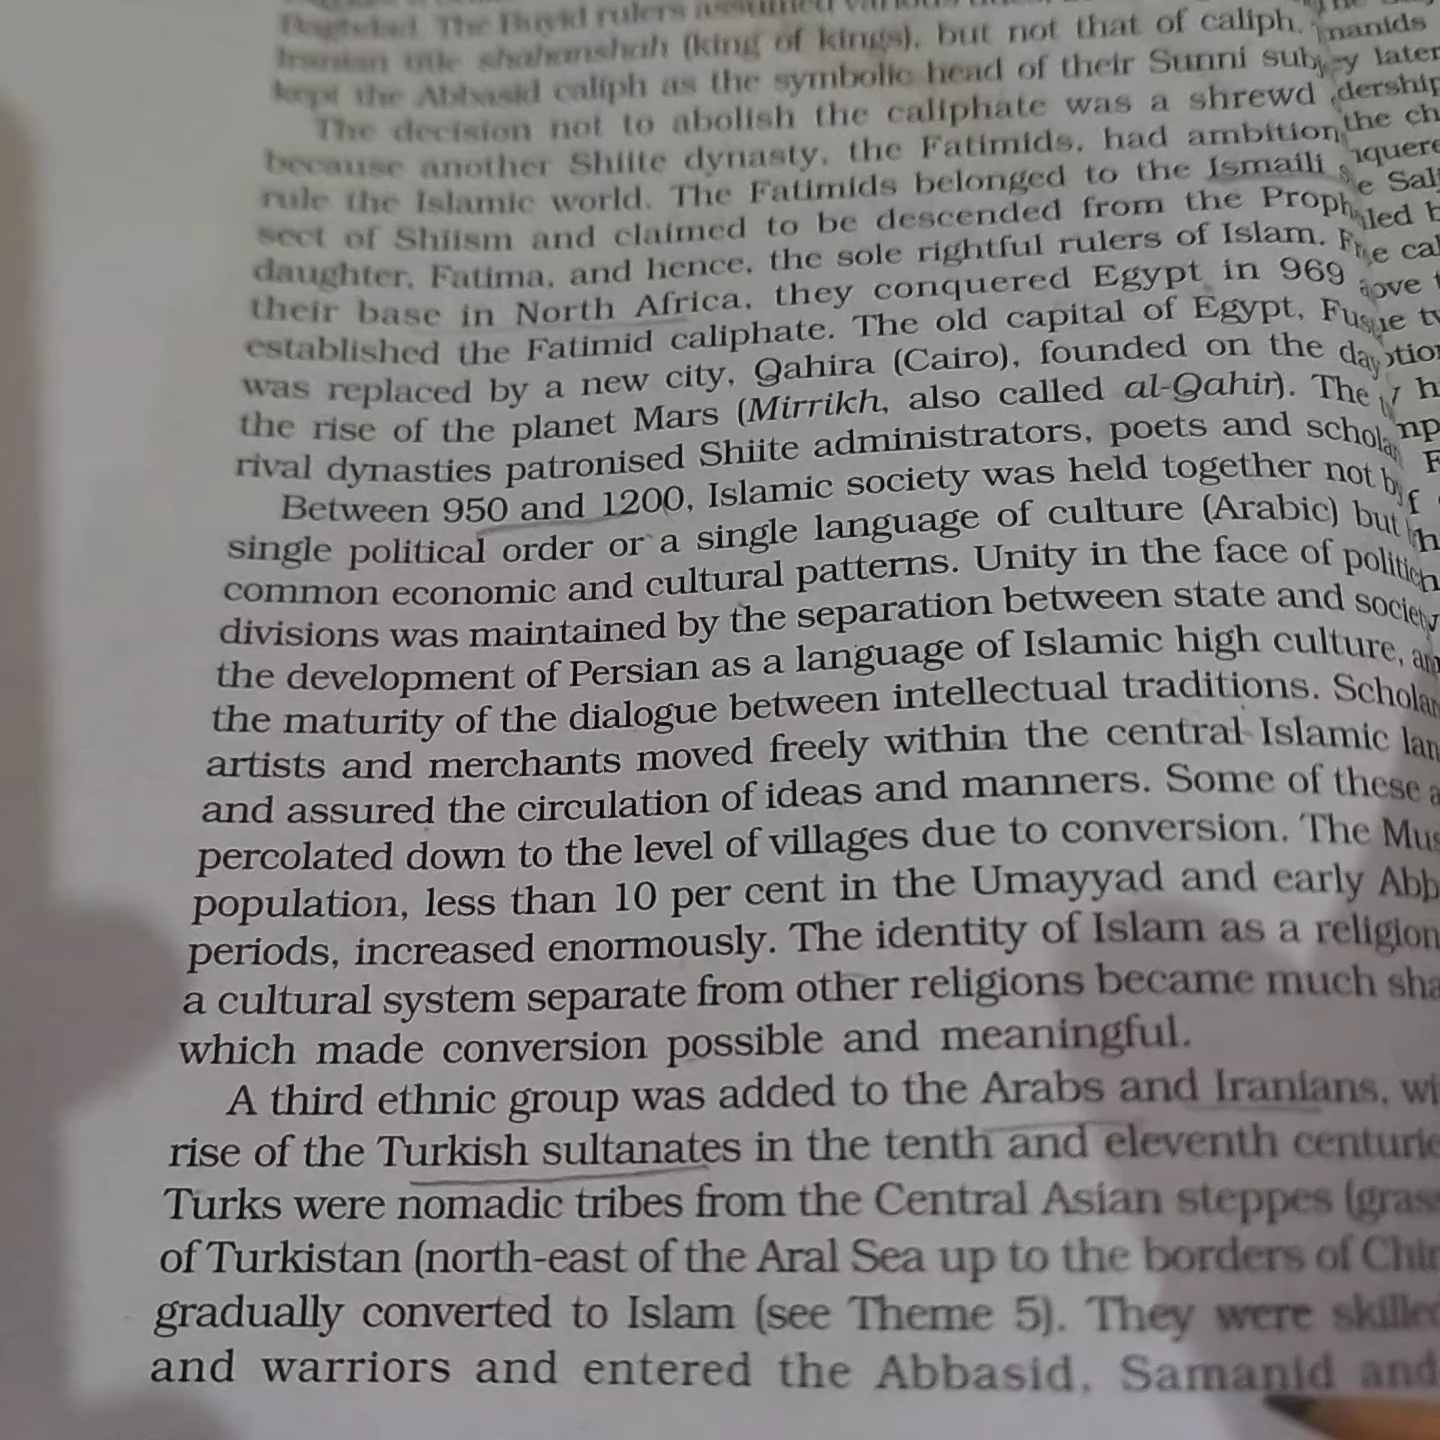 Baghdad. The Buyid rulers assumed
Iranian title shahanshah (king of kings), but not that of caliph.
kept the Abbasid caliph as the symbolic head of their Sunni
The decision not to abolish the caliphate was a shrewd
because another Shiite dynasty, the Fatimids, had ambition
rule the Islamic world. The Fatimids belonged to the Ismaili
sect of Shiism and claimed to be descended from the
daughter, Fatima, and hence, the sole rightful rulers of Islam.
their base in North Africa, they conquered Egypt in 969
established the Fatimid caliphate. The old capital of Egypt,
was replaced by a new city, Qahira (Cairo), founded on the day
the rise of the planet Mars (Mirrikh, also called al-Qahir). The
rival dynasties patronised Shiite administrators, poets and
Between 950 and 1200, Islamic society was held together not by
single political order or a single language of culture (Arabic) but
common economic and cultural patterns. Unity in the face of
divisions was maintained by the separation between state and society
the development of Persian as a language of Islamic high culture,
the maturity of the dialogue between intellectual traditions.
artists and merchants moved freely within the central Islamic
and assured the circulation of ideas and manners. Some of these
percolated down to the level of villages due to conversion. The
population, less than 10 per cent in the Umayyad and early
periods, increased enormously. The identity of Islam as a religion
a cultural system separate from other religions became much
which made conversion possible and meaningful.
A third ethnic group was added to the Arabs and Iranians,
rise of the Turkish sultanates in the tenth and eleventh
Turks were nomadic tribes from the Central Asian steppes
of Turkistan (north-east of the Aral Sea up to the borders of
gradually converted to Islam (see Theme 5). They were
and warriors and entered the Abbasid, Samanid and